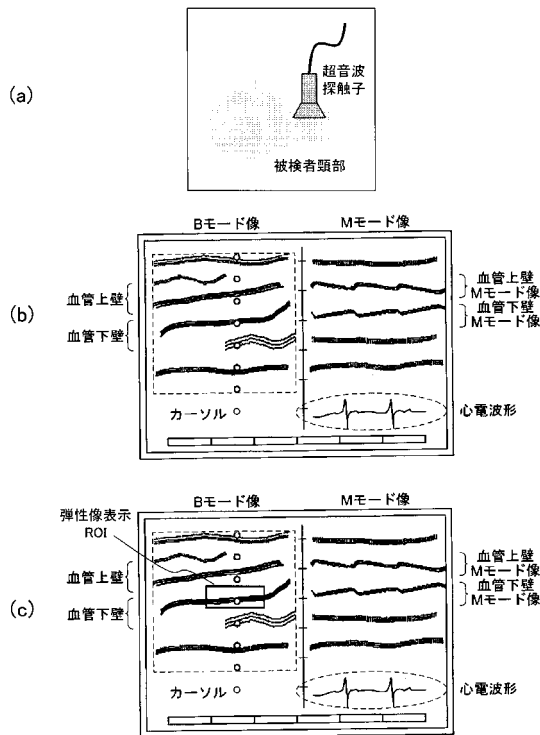 (a)
超音波
探触子
被検者頸部
(b)
Bモード像
Mモード像
血管上壁
血管下壁
血管上壁
Mモード像
血管下壁
Mモード像
カーソル
心電波形
(c)
弾性像表示
ROI
Bモード像
Mモード像
血管上壁
血管下壁
血管上壁
Mモード像
血管下壁
Mモード像
カーソル
心電波形